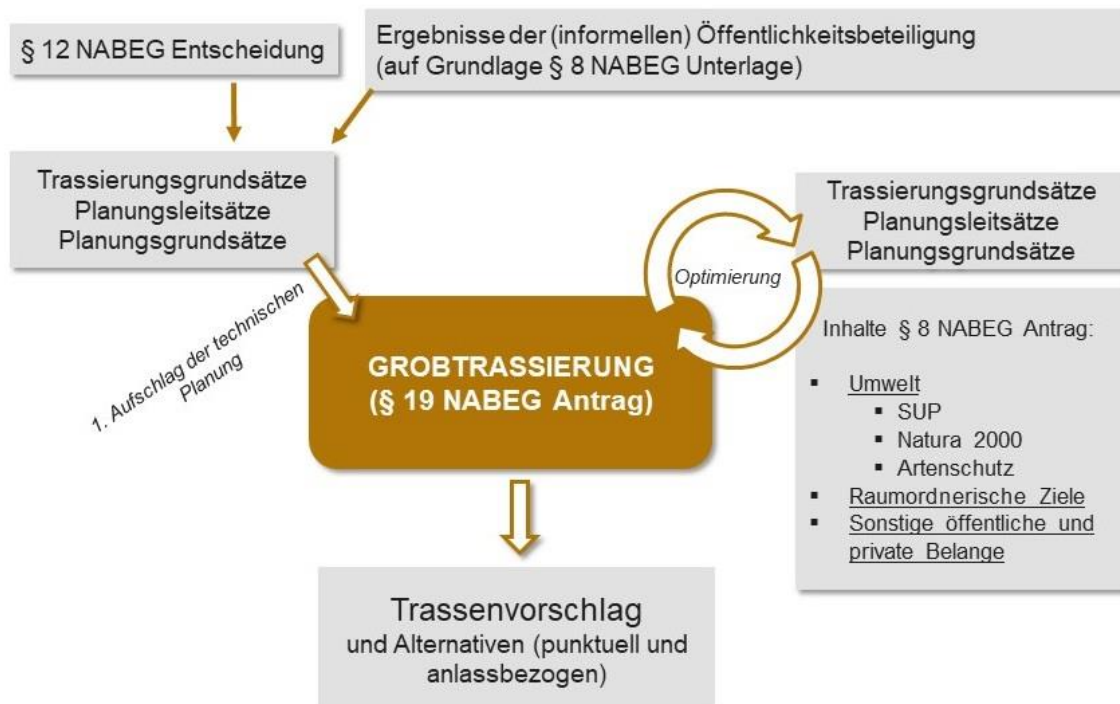 § 12 NABEG Entscheidung
Ergebnisse der (informellen) Öffentlichkeitsbeteiligung
(auf Grundlage § 8 NABEG Unterlage)
Trassierungsgrundsätze
Planungsleitsätze
Planungsgrundsätze
1. Aufschlag der technischen
Planung
GROBTRASSIERUNG
(§ 19 NABEG Antrag)
Optimierung
Trassierungsgrundsätze
Planungsleitsätze
Planungsgrundsätze
Inhalte § 8 NABEG Antrag:
▪ Umwelt
▪ SUP
▪ Natura 2000
▪ Artenschutz
▪ Raumordnerische Ziele
▪ Sonstige öffentliche und
private Belange
Trassenvorschlag
und Alternativen (punktuell und
anlassbezogen)